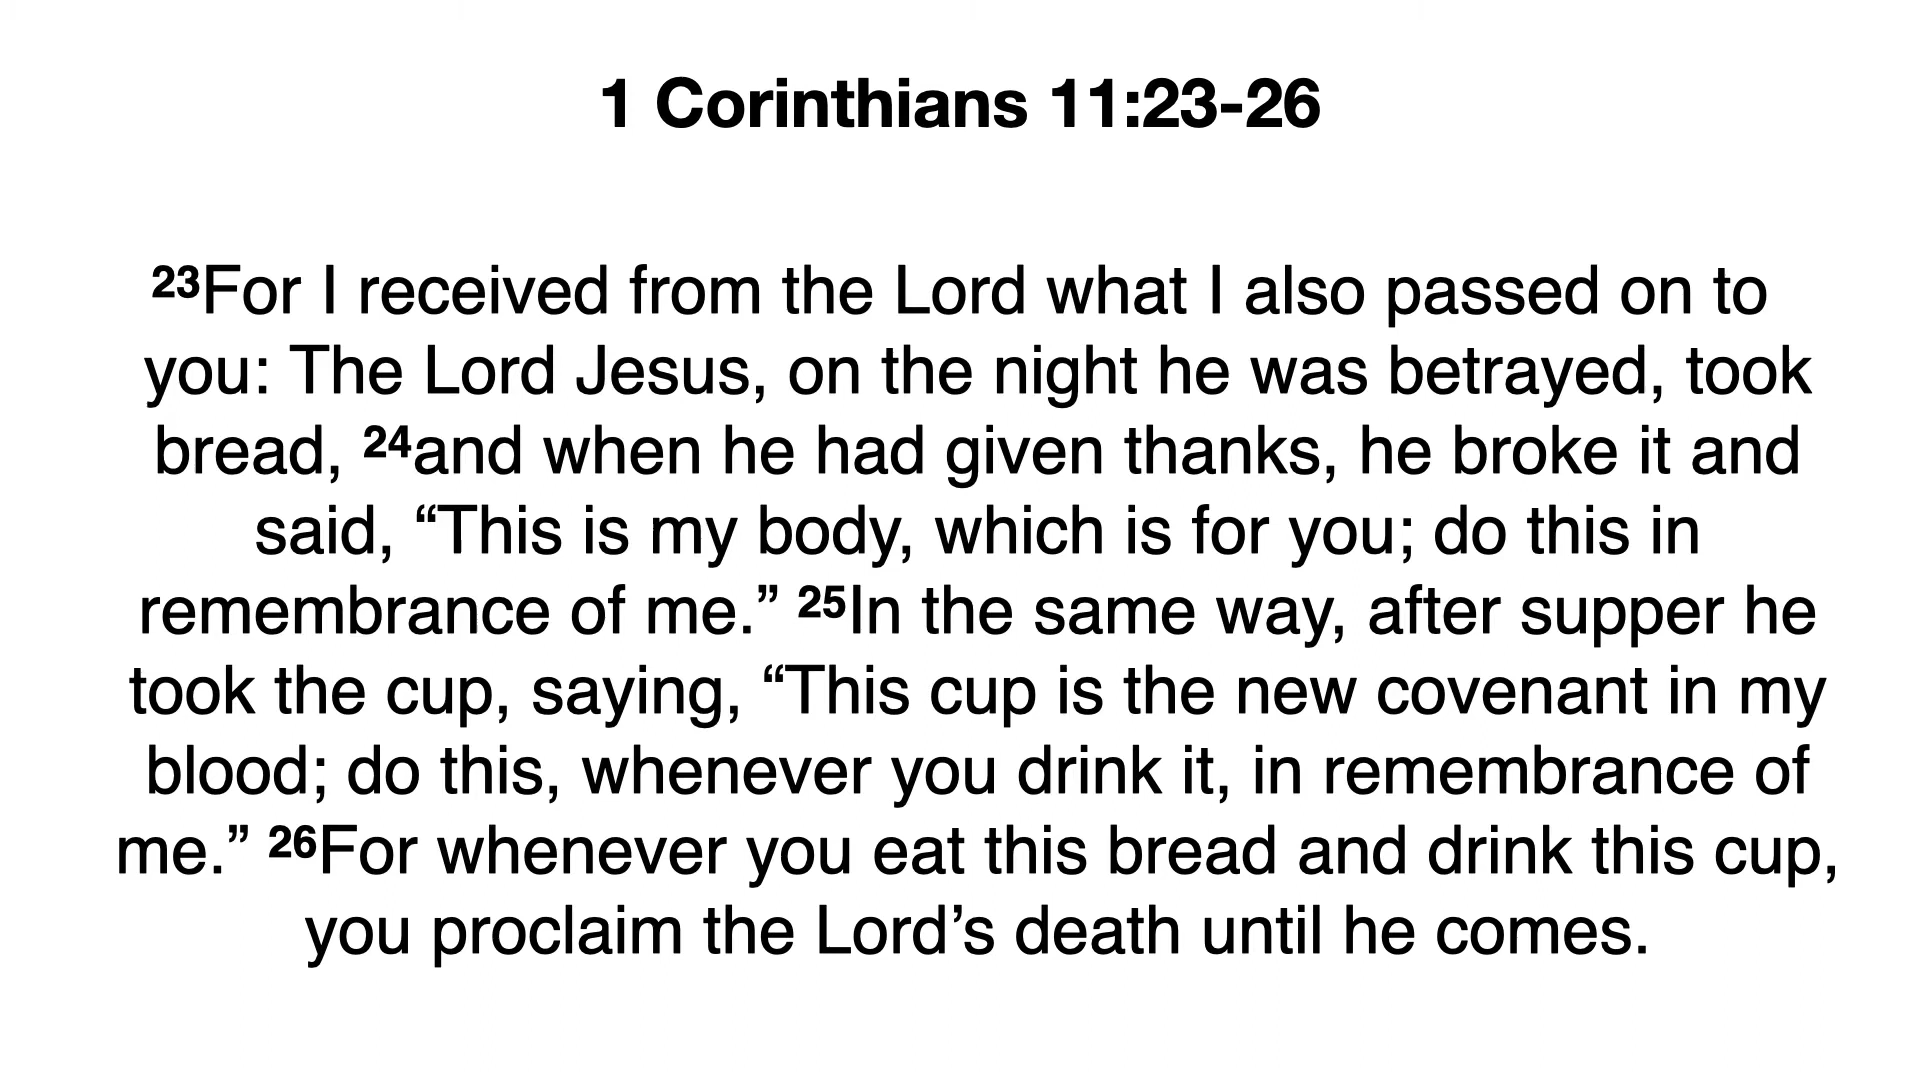 1 Corinthians 11:23-26
23For I received from the Lord what I also passed on to
you: The Lord Jesus, on the night he was betrayed, took
bread, 24and when he had given thanks, he broke it and
said, “This is my body, which is for you; do this in
remembrance of me.” 25In the same way, after supper he
took the cup, saying, “This cup is the new covenant in my
blood; do this, whenever you drink it, in remembrance of
me.” 26For whenever you eat this bread and drink this cup,
you proclaim the Lord’s death until he comes.